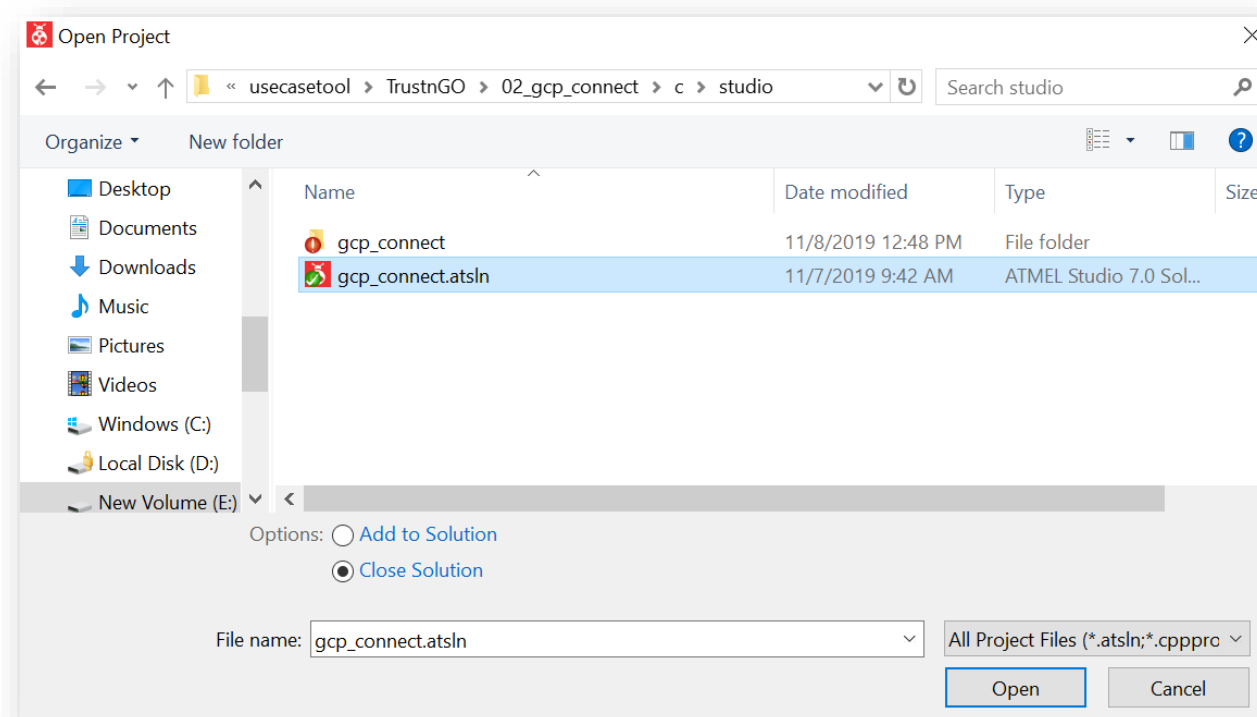 Open Project
« usecasetool > TrustnGO > 02_gcp_connect > c > studio
Search studio
Organize
New folder
?
Desktop
Documents
Downloads
Music
Pictures
Videos
Windows (C:)
Local Disk (D:)
New Volume (E:)
Name Date modified Type Size
gcp_connect 11/8/2019 12:48 PM File folder
gcp_connect.atsln 11/7/2019 9:42 AM ATMEL Studio 7.0 Sol...
Options: Add to Solution
Close Solution
File name: gcp_connect.atsln
All Project Files (*.atsln;*.cpppro
Open Cancel